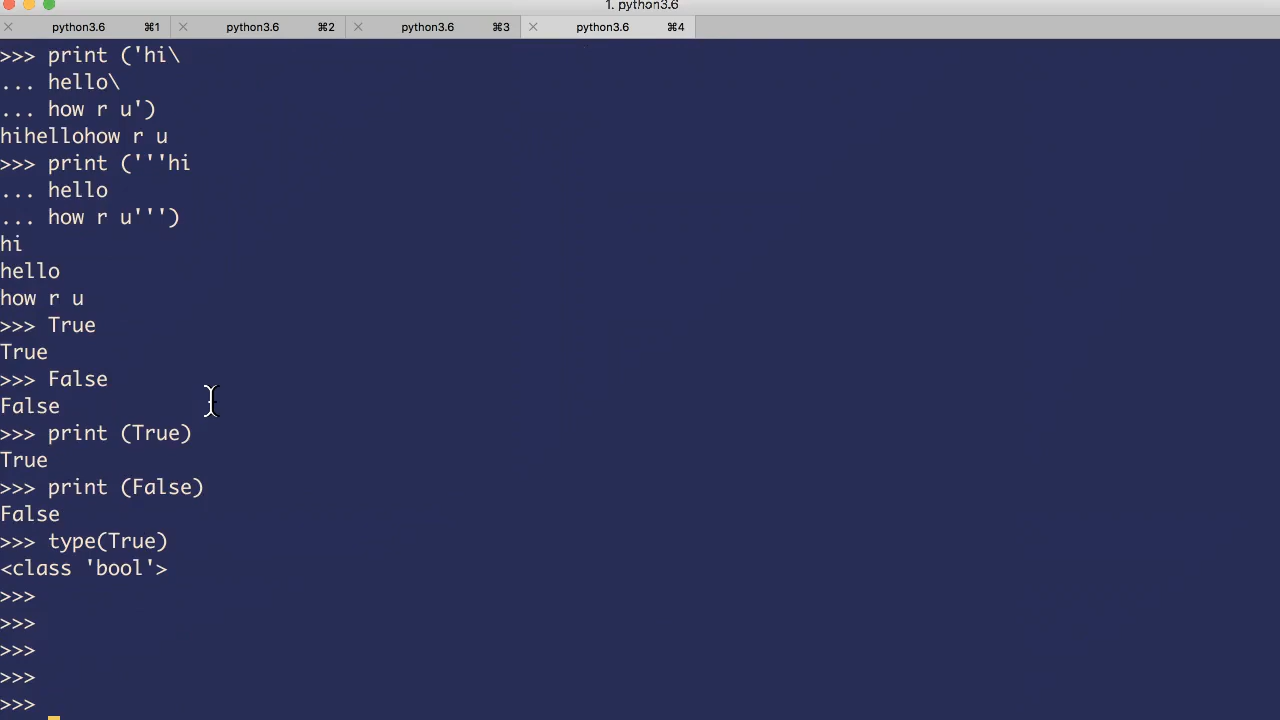 1. python3.6
python3.6 ⌘1 python3.6 ⌘2 python3.6 ⌘3 python3.6 ⌘4
>>> print ('hi\
... hello\
... how r u')
hihellohow r u
>>> print ('''hi
... hello
... how r u''')
hi
hello
how r u
>>> True
True
>>> False
False
>>> print (True)
True
>>> print (False)
False
>>> type(True)
<class 'bool'>
>>>
>>>
>>>
>>>
>>>